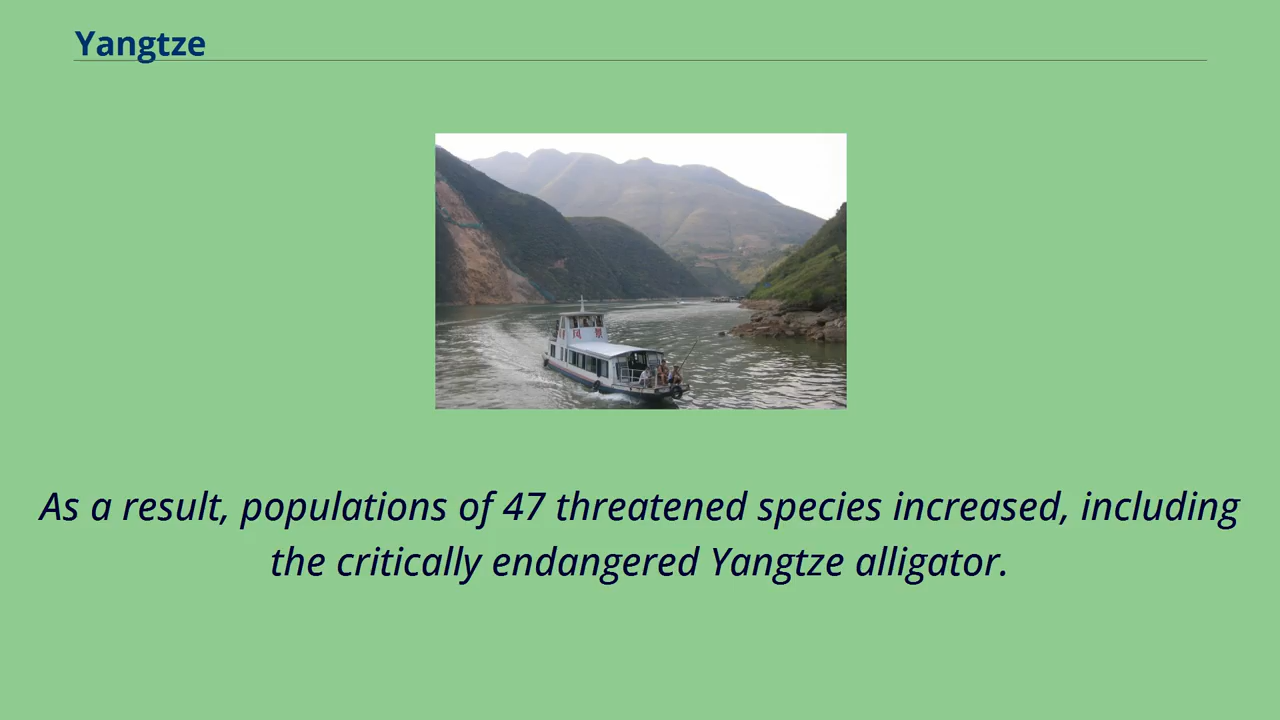 Yangtze
As a result, populations of 47 threatened species increased, including
the critically endangered Yangtze alligator.